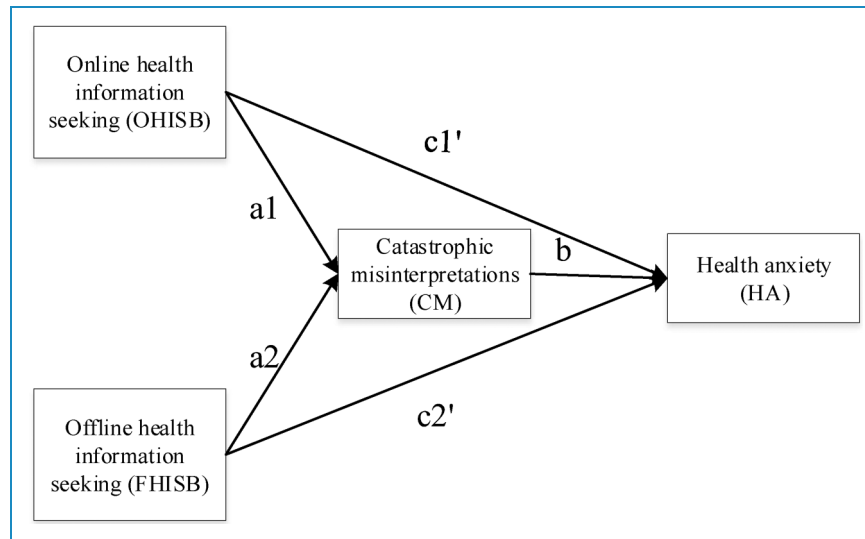 Online health
information
seeking (OHISB)
c1'
a1
Catastrophic
misinterpretations
(CM)
b
Health anxiety
(HA)
a2
c2'
Offline health
information
seeking (FHISB)